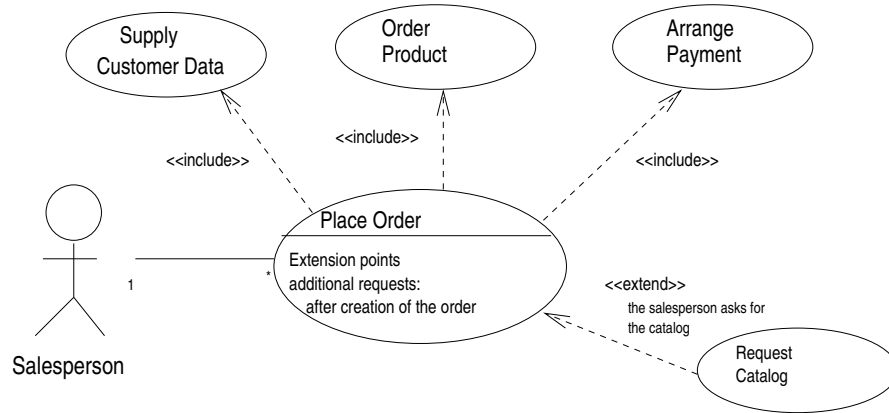 Supply
Customer Data
Order
Product
Arrange
Payment
<<include>>
<<include>>
<<include>>
Place Order
Extension points
additional requests:
after creation of the order
1
*
Salesperson
<<extend>>
the salesperson asks for
the catalog
Request
Catalog